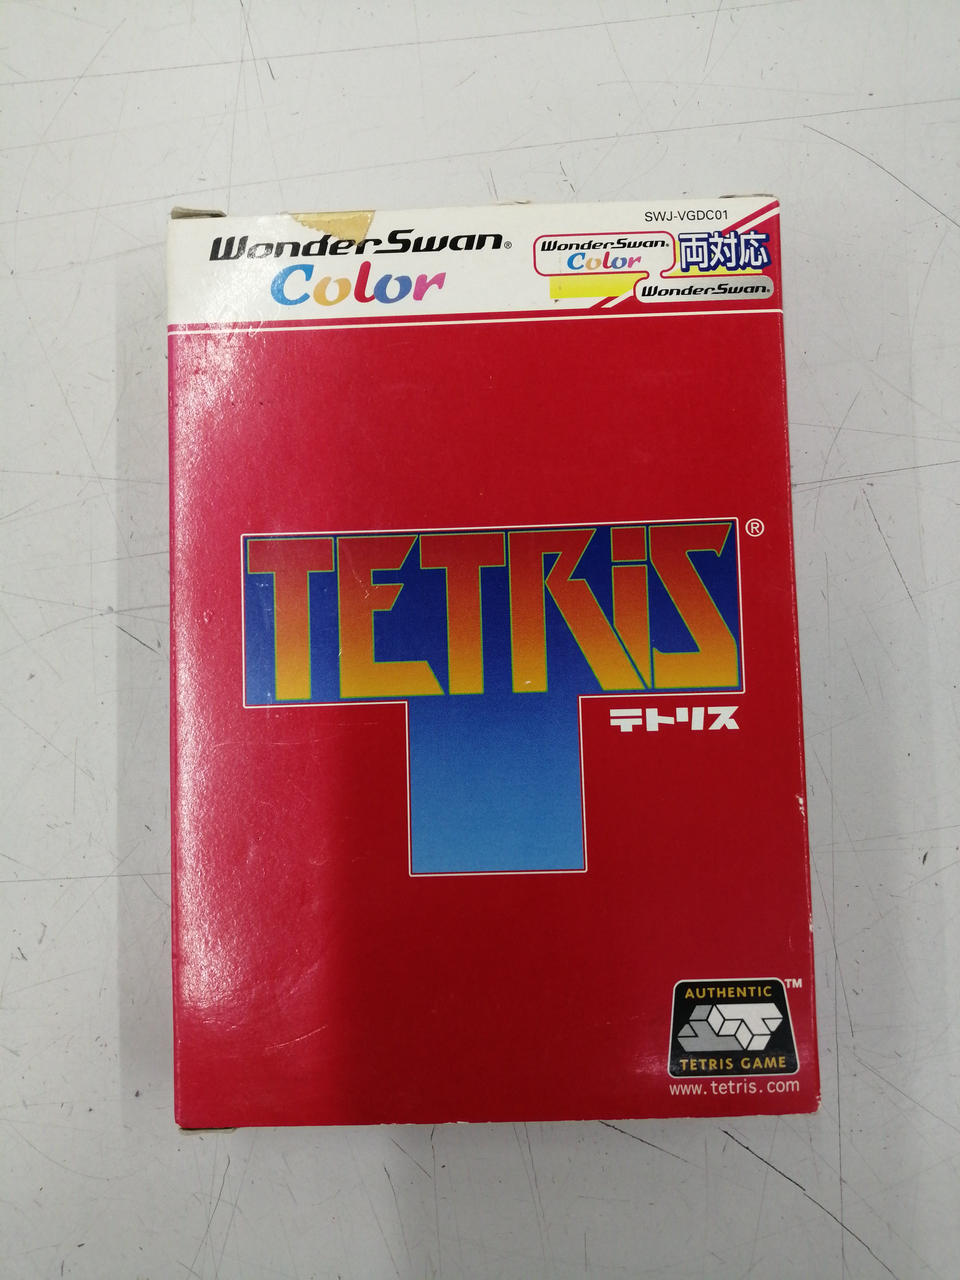 SWJ-VGDC01
WonderSwan®
Color
WonderSwan®
Color
両対応
WonderSwan®
TETRiS®
テトリス
AUTHENTIC
TETRIS GAME
™
www.tetris.com